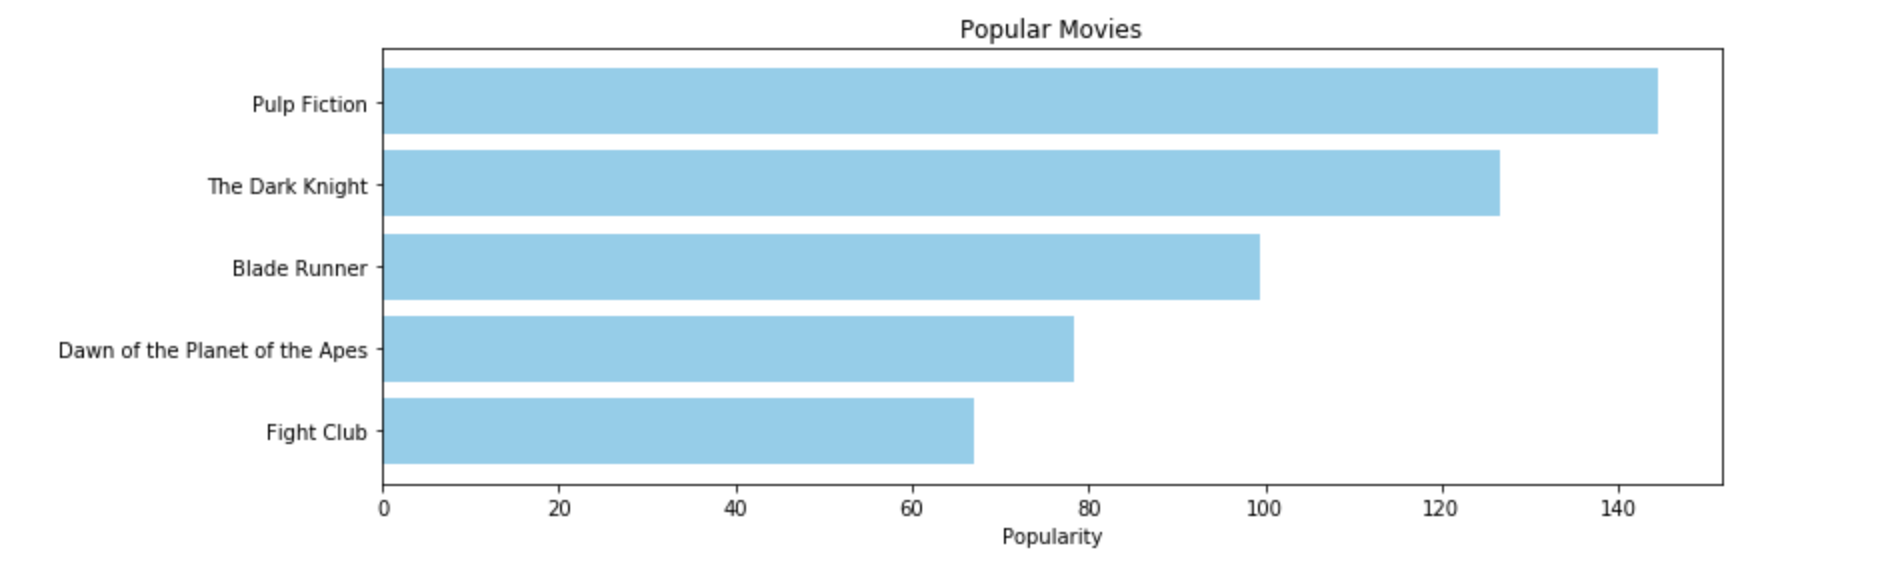 Popular Movies
Pulp Fiction
The Dark Knight
Blade Runner
Dawn of the Planet of the Apes
Fight Club
0 20 40 60 80 100 120 140
Popularity